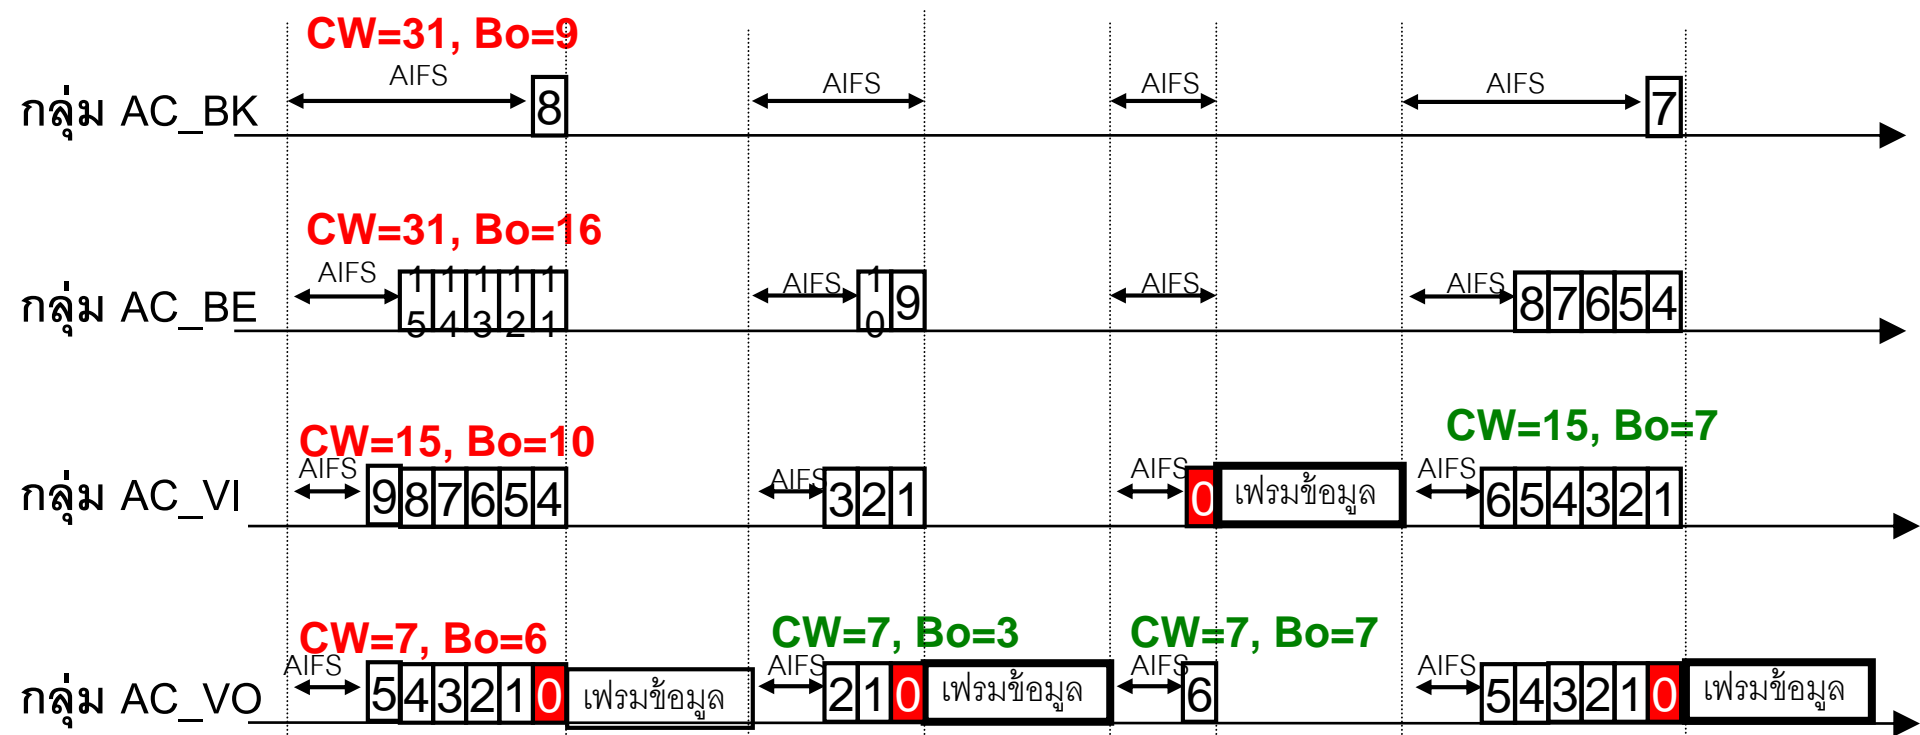 CW=31, Bo=9
AIFS AIFS AIFS AIFS
กลุ่ม AC_BK 8 7
CW=31, Bo=16
AIFS AIFS AIFS AIFS
กลุ่ม AC_BE 15 14 13 12 11 10 9 8 7 6 5 4
CW=15, Bo=10 CW=15, Bo=7
AIFS AIFS AIFS AIFS
กลุ่ม AC_VI 9 8 7 6 5 4 3 2 1 0 เฟรมข้อมูล 6 5 4 3 2 1
CW=7, Bo=6 CW=7, Bo=3 CW=7, Bo=7
AIFS AIFS AIFS AIFS
กลุ่ม AC_VO 5 4 3 2 1 0 เฟรมข้อมูล 2 1 0 เฟรมข้อมูล 6 5 4 3 2 1 0 เฟรมข้อมูล